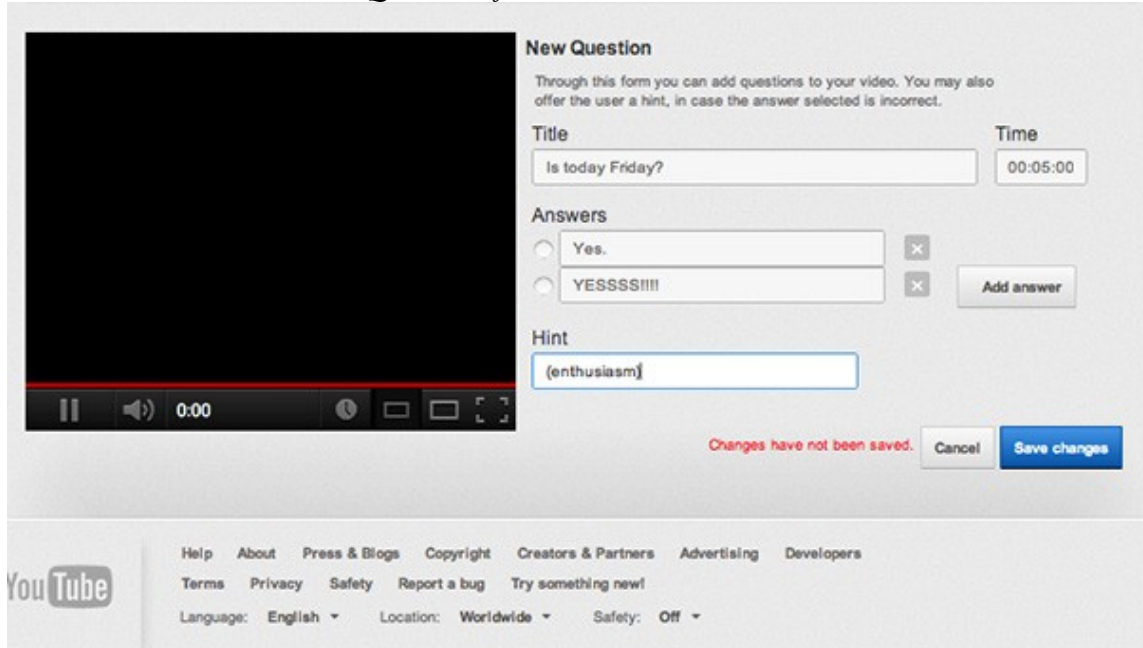 New Question
Through this form you can add questions to your video. You may also
offer the user a hint, in case the answer selected is incorrect.
Title
Time
Is today Friday?
00:05:00
Answers
Yes.
YESSSS!!!!
Add answer
Hint
(enthusiasm)
0:00
Changes have not been saved.
Cancel
Save changes
Help About Press & Blogs Copyright Creators & Partners Advertising Developers
Terms Privacy Safety Report a bug Try something new!
Language: English Location: Worldwide Safety: Off
You Tube